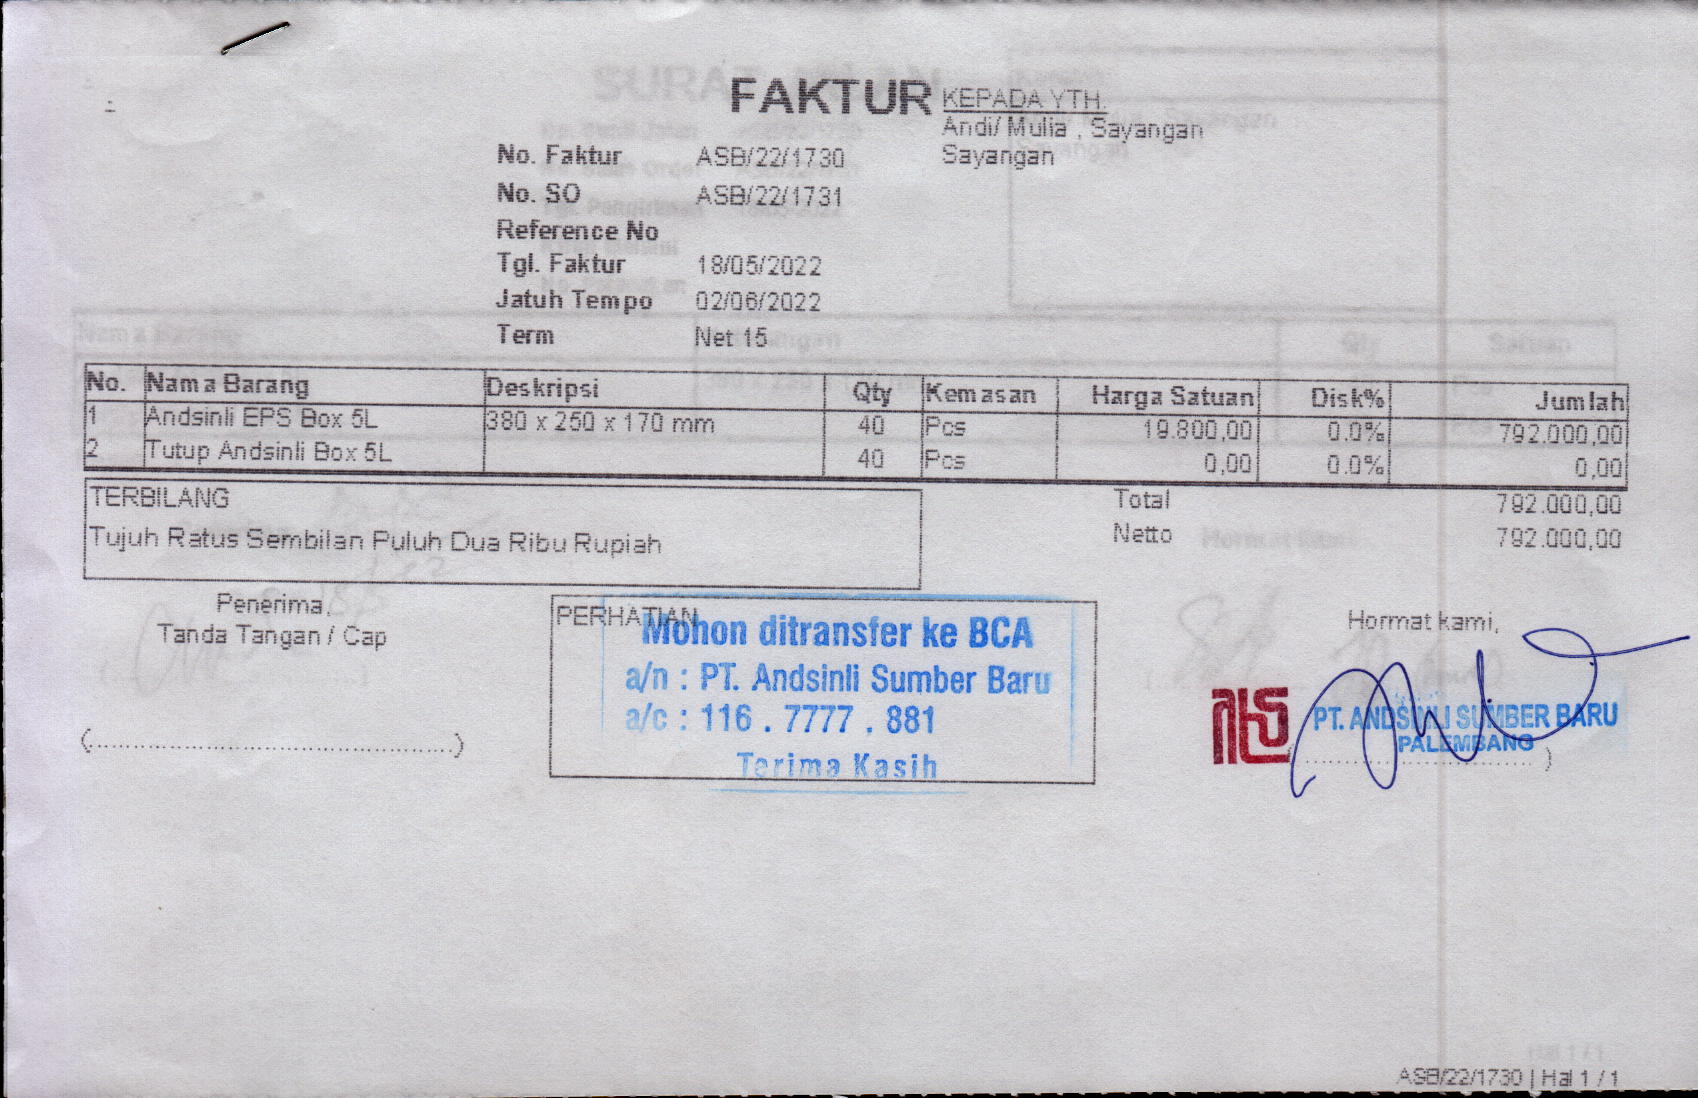 FAKTUR
KEPADA YTH.
Andi/ Mulia , Sayangan
Sayangan
No. Faktur ASB/22/1730
No. SO ASB/22/1731
Reference No
Tgl. Faktur 18/05/2022
Jatuh Tempo 02/06/2022
Term Net 15
No. Nama Barang Deskripsi Qty Kemasan Harga Satuan Disk% Jumlah
1 Andsinli EPS Box 5L 380 x 250 x 170 mm 40 Pcs 19.800,00 0.0% 792.000,00
2 Tutup Andsinli Box 5L 40 Pcs 0,00 0.0% 0,00
TERBILANG
Tujuh Ratus Sembilan Puluh Dua Ribu Rupiah
Total 792.000,00
Netto 792.000,00
Penerima,
Tanda Tangan / Cap
(..................................................)
PERHATIAN
Mohon ditransfer ke BCA
a/n : PT. Andsinli Sumber Baru
a/c : 116 . 7777 . 881
Terima Kasih
Hormat kami,
PT. ANDSINLI SUMBER BARU
PALEMBANG
ASB/22/1730 | Hal 1 / 1